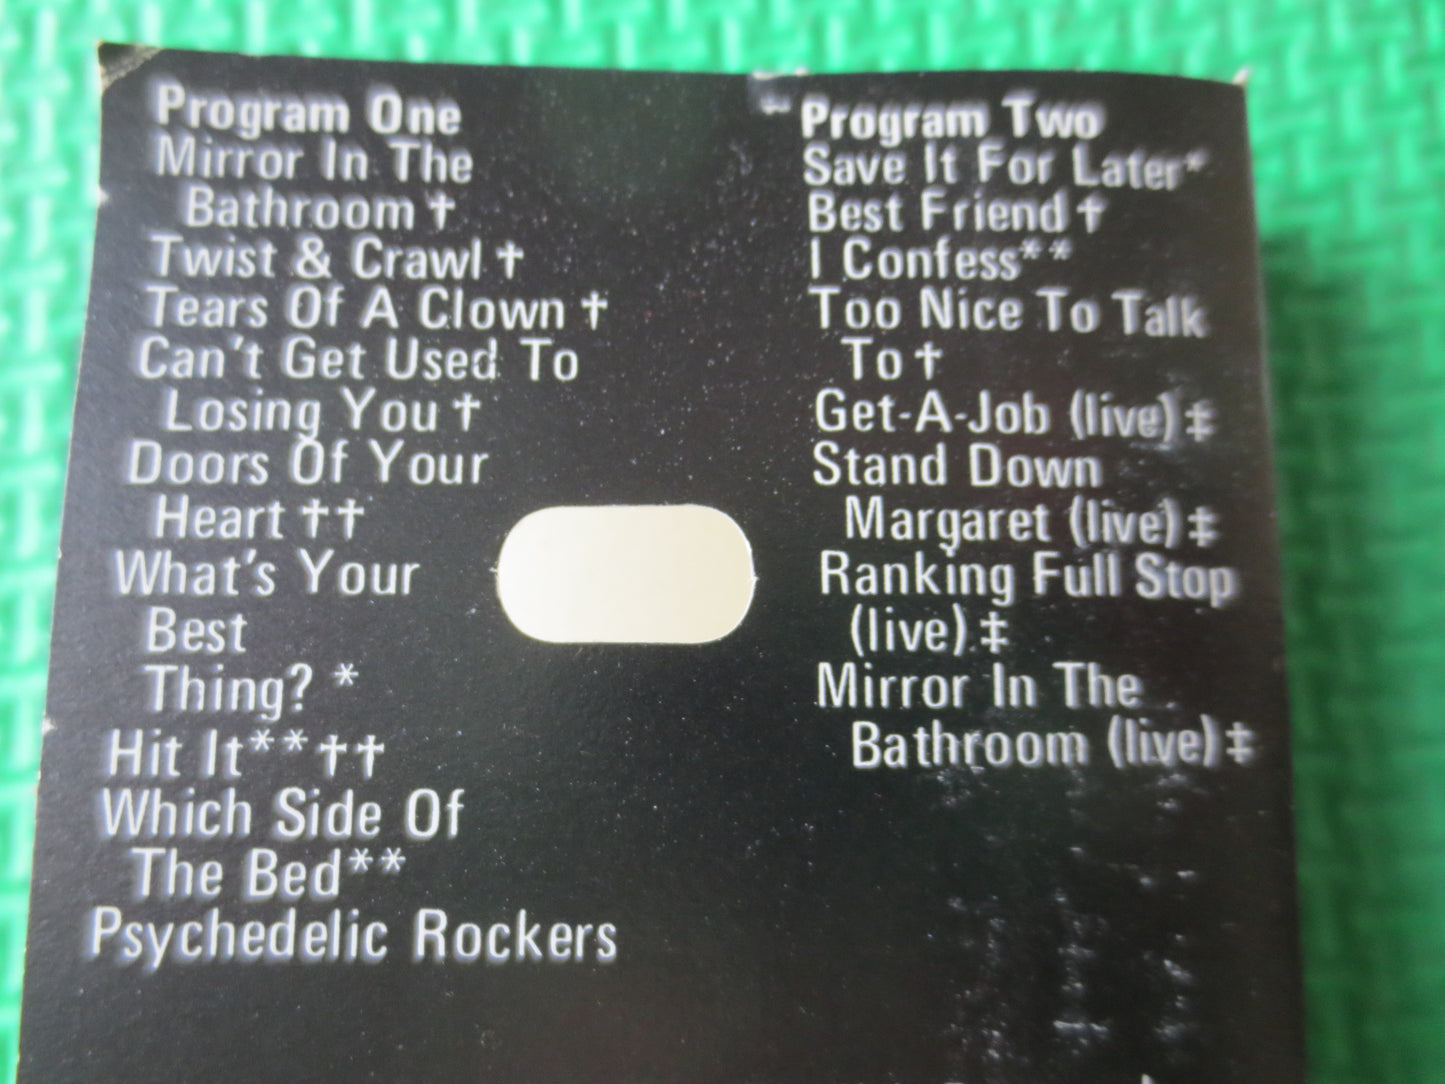 Program One
Mirror In The
Bathroom †
Twist & Crawl †
Tears Of A Clown †
Can't Get Used To
Losing You †
Doors Of Your
Heart ††
What's Your
Best
Thing? *
Hit It**††
Which Side Of
The Bed**
Psychedelic Rockers
Program Two
Save It For Later*
Best Friend †
I Confess**
Too Nice To Talk
To †
Get-A-Job (live) ‡
Stand Down
Margaret (live) ‡
Ranking Full Stop
(live) ‡
Mirror In The
Bathroom (live) ‡